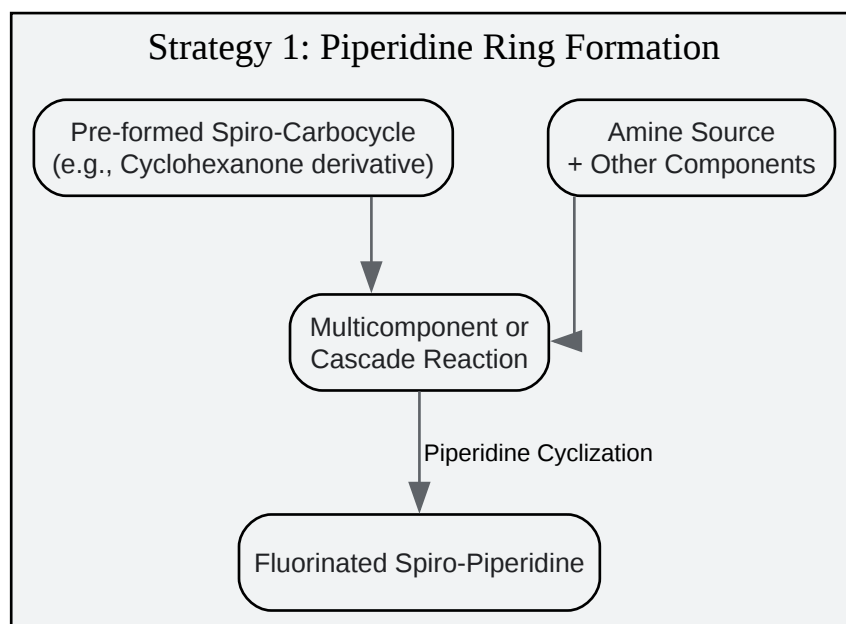 Strategy 1: Piperidine Ring Formation
Pre-formed Spiro-Carbocycle
(e.g., Cyclohexanone derivative)
Amine Source
+ Other Components
Multicomponent or
Cascade Reaction
Piperidine Cyclization
Fluorinated Spiro-Piperidine